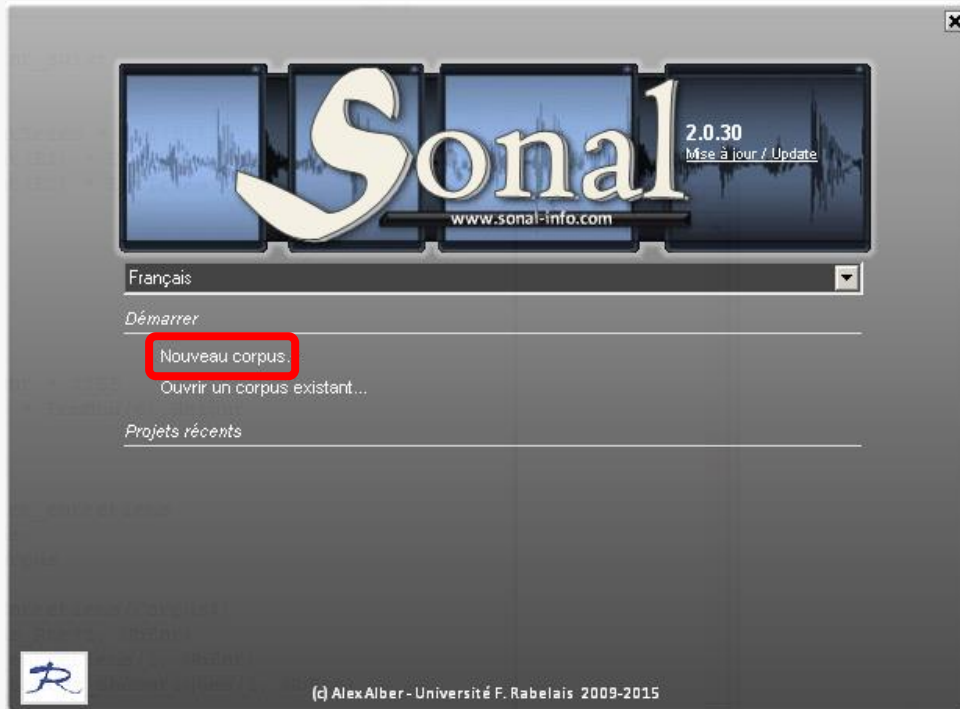 Sonal
2.0.30
Mise à jour / Update
www.sonal-info.com
Français
Démarrer
Nouveau corpus...
Ouvrir un corpus existant...
Projets récents
(c) Alex Alber - Université F. Rabelais 2009-2015